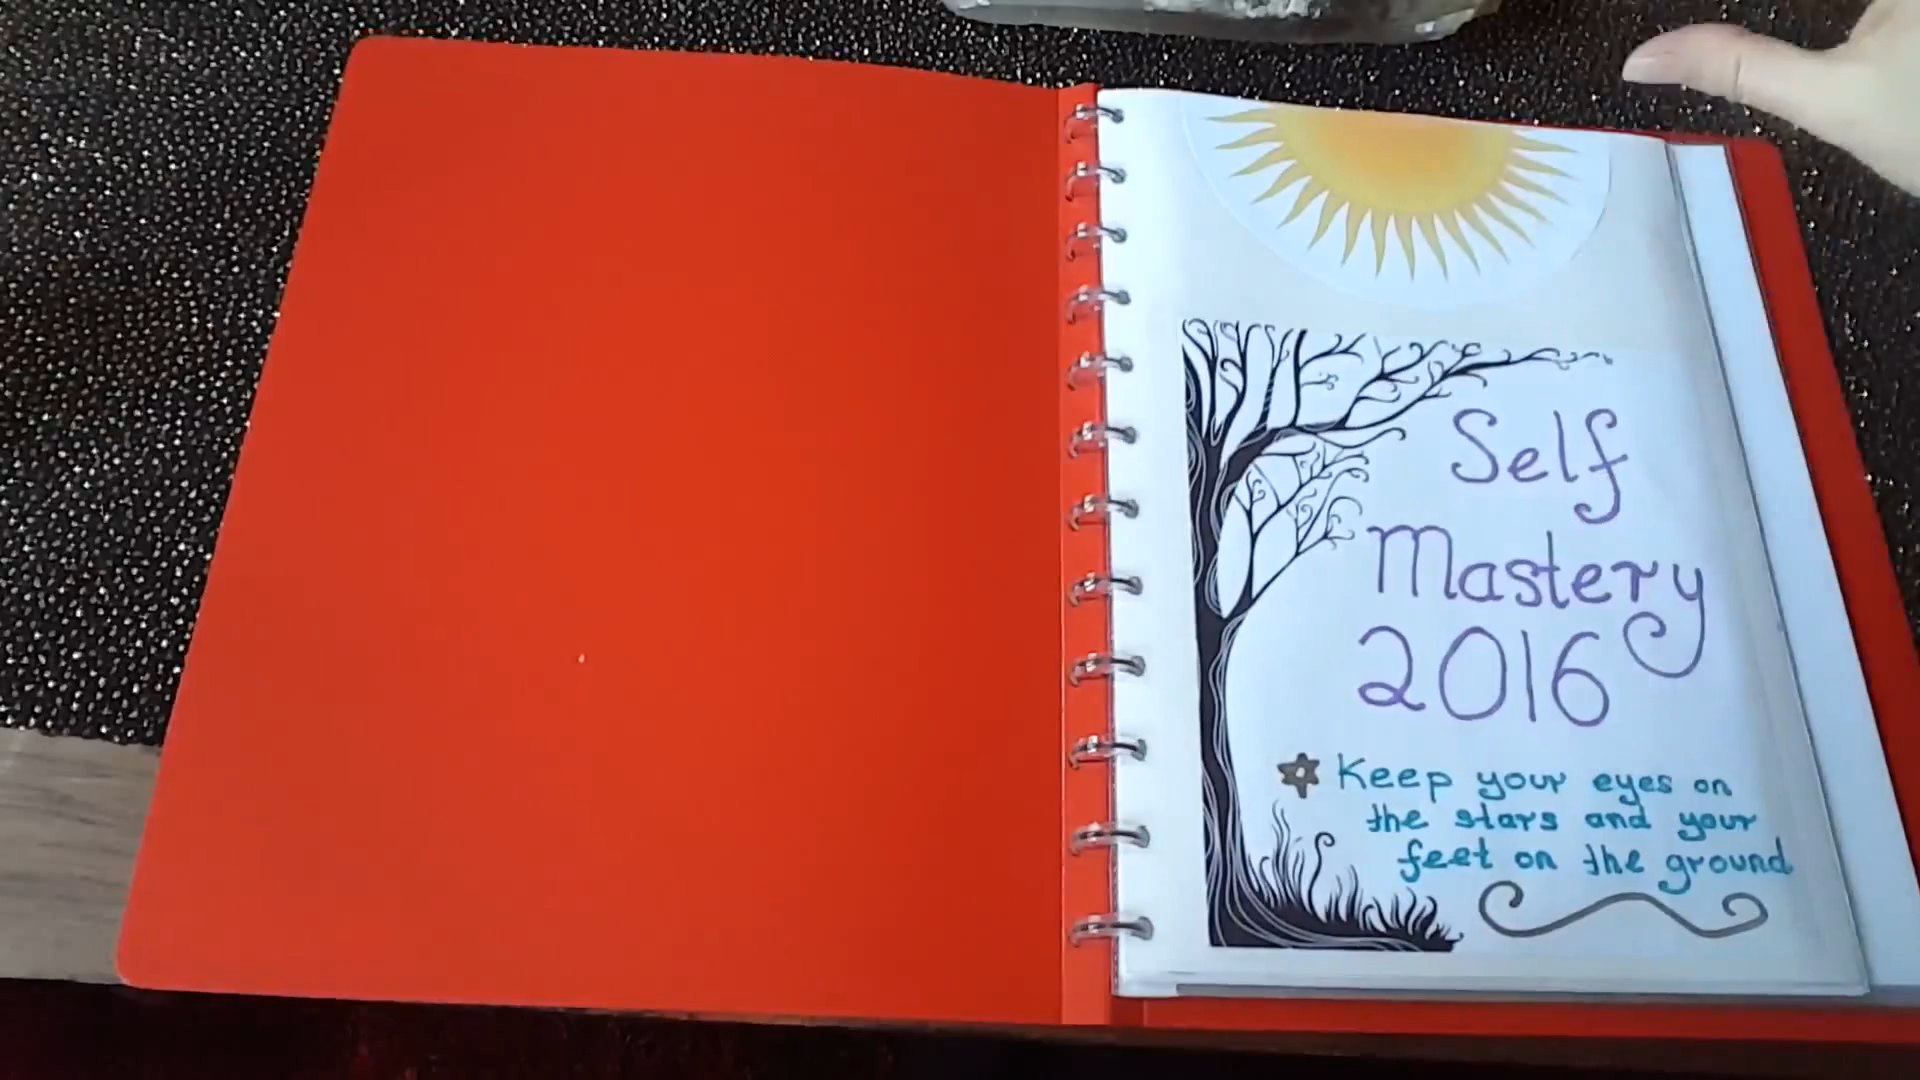 Self
Mastery
2016
Keep your eyes on
the stars and your
feet on the ground